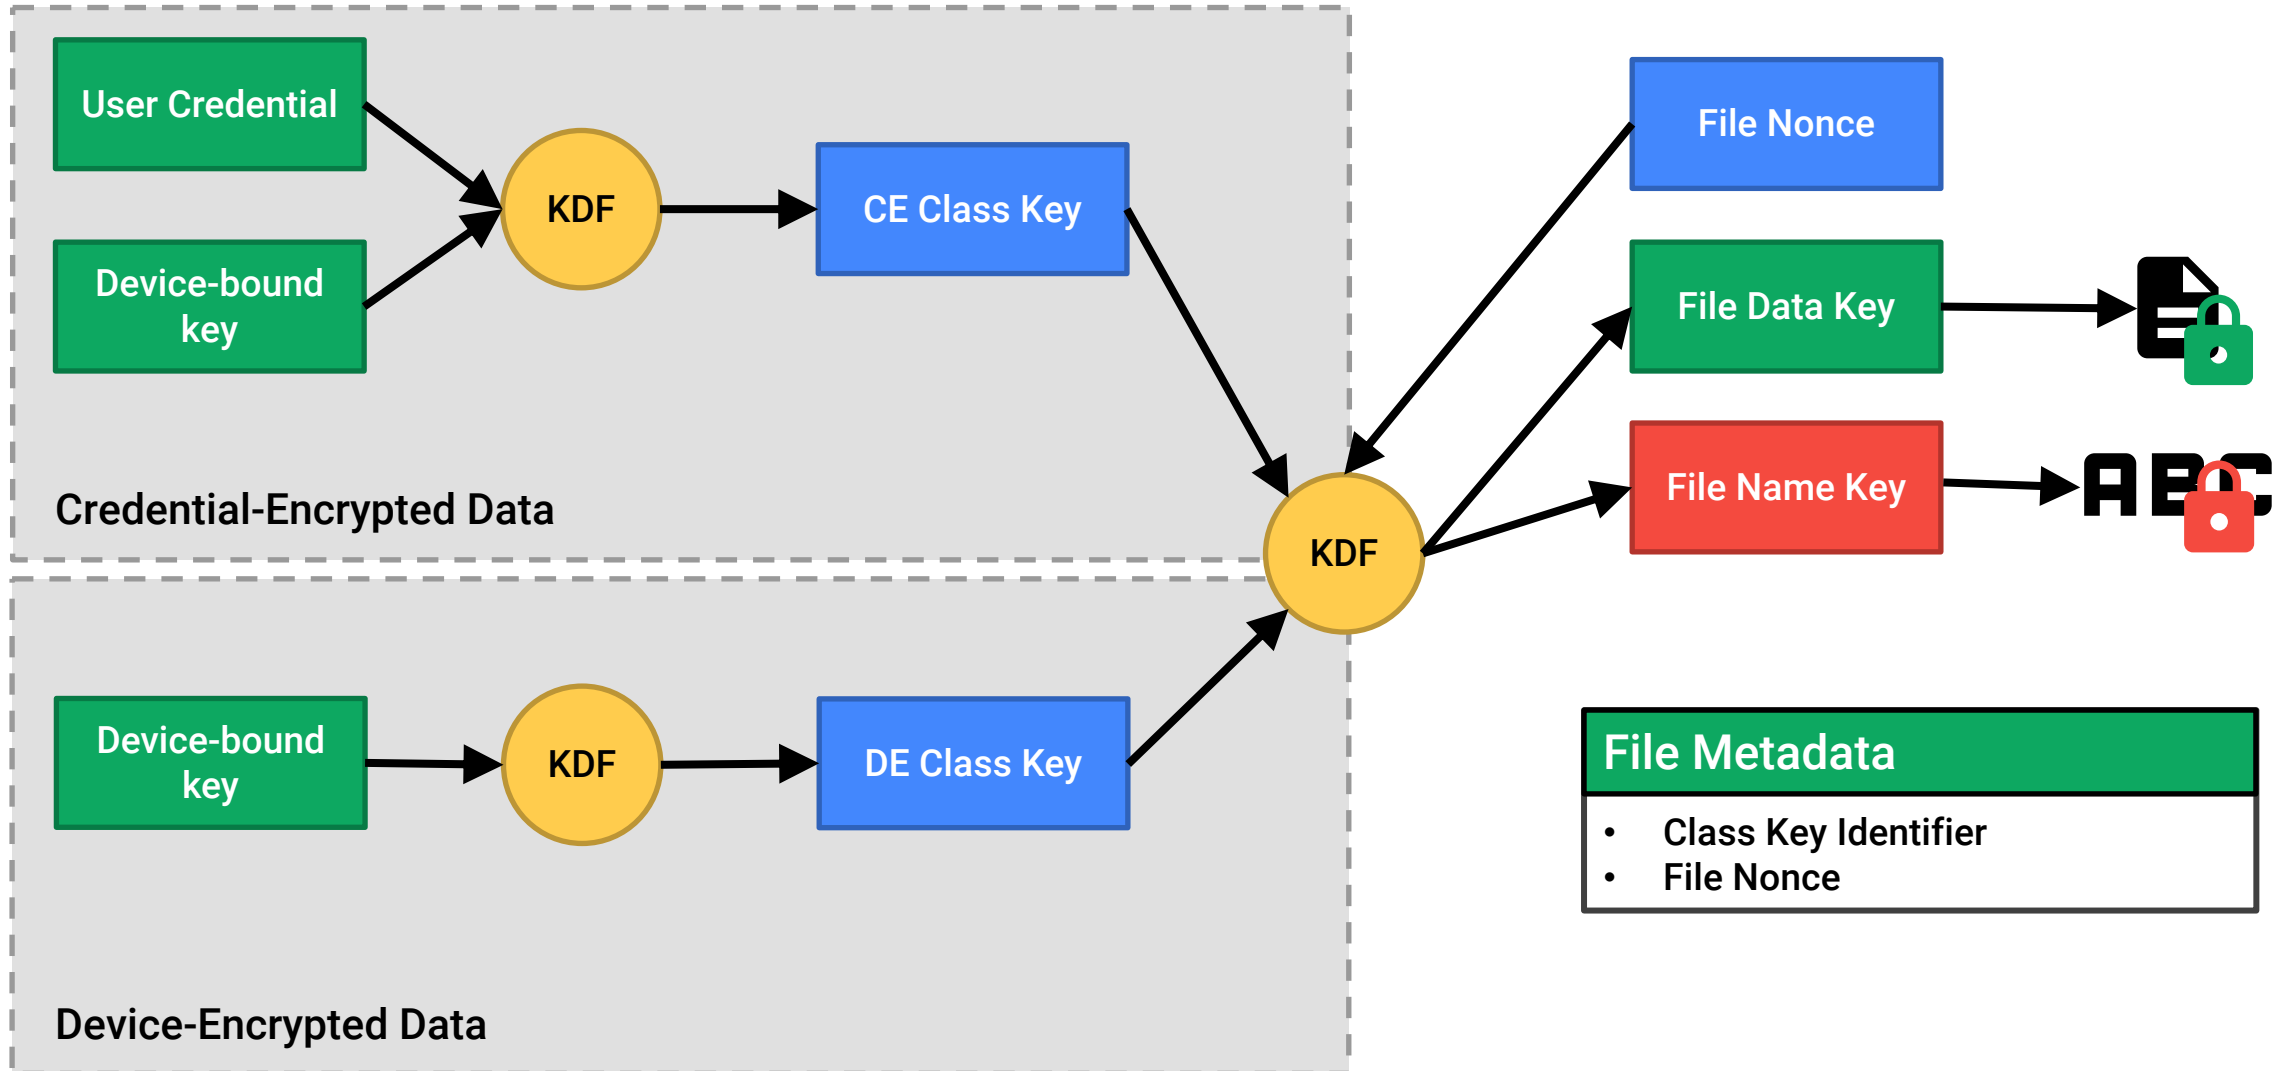 User Credential
Device-bound
key
KDF
CE Class Key
Credential-Encrypted Data
Device-bound
key
KDF
DE Class Key
Device-Encrypted Data
KDF
File Nonce
File Data Key
File Name Key
ABC
File Metadata
• Class Key Identifier
• File Nonce